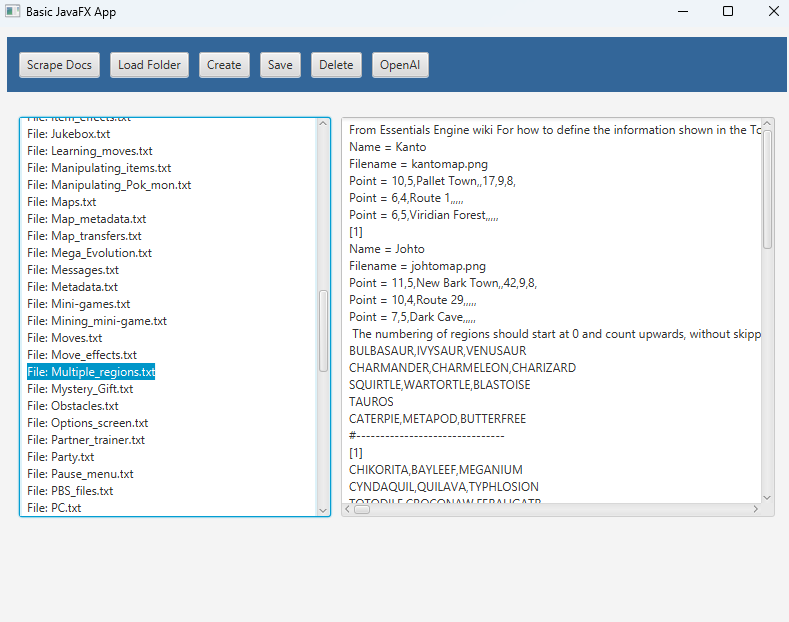 Basic JavaFX App
Scrape Docs Load Folder Create Save Delete OpenAI
File: Item_effects.txt
File: Jukebox.txt
File: Learning_moves.txt
File: Manipulating_items.txt
File: Manipulating_Pok_mon.txt
File: Maps.txt
File: Map_metadata.txt
File: Map_transfers.txt
File: Mega_Evolution.txt
File: Messages.txt
File: Metadata.txt
File: Mini-games.txt
File: Mining_mini-game.txt
File: Moves.txt
File: Move_effects.txt
File: Multiple_regions.txt
File: Mystery_Gift.txt
File: Obstacles.txt
File: Options_screen.txt
File: Partner_trainer.txt
File: Party.txt
File: Pause_menu.txt
File: PBS_files.txt
File: PC.txt
From Essentials Engine wiki For how to define the information shown in the To
Name = Kanto
Filename = kantomap.png
Point = 10,5,Pallet Town,,17,9,8,
Point = 6,4,Route 1,,,,,
Point = 6,5,Viridian Forest,,,,,
[1]
Name = Johto
Filename = johtomap.png
Point = 11,5,New Bark Town,,42,9,8,
Point = 10,4,Route 29,,,,,
Point = 7,5,Dark Cave,,,,,
The numbering of regions should start at 0 and count upwards, without skipp
BULBASAUR,IVYSAUR,VENUSAUR
CHARMANDER,CHARMELEON,CHARIZARD
SQUIRTLE,WARTORTLE,BLASTOISE
TAUROS
CATERPIE,METAPOD,BUTTERFREE
#-------------------------------
[1]
CHIKORITA,BAYLEEF,MEGANIUM
CYNDAQUIL,QUILAVA,TYPHLOSION
TOTODILE,CROCONAW,FERALIGATR